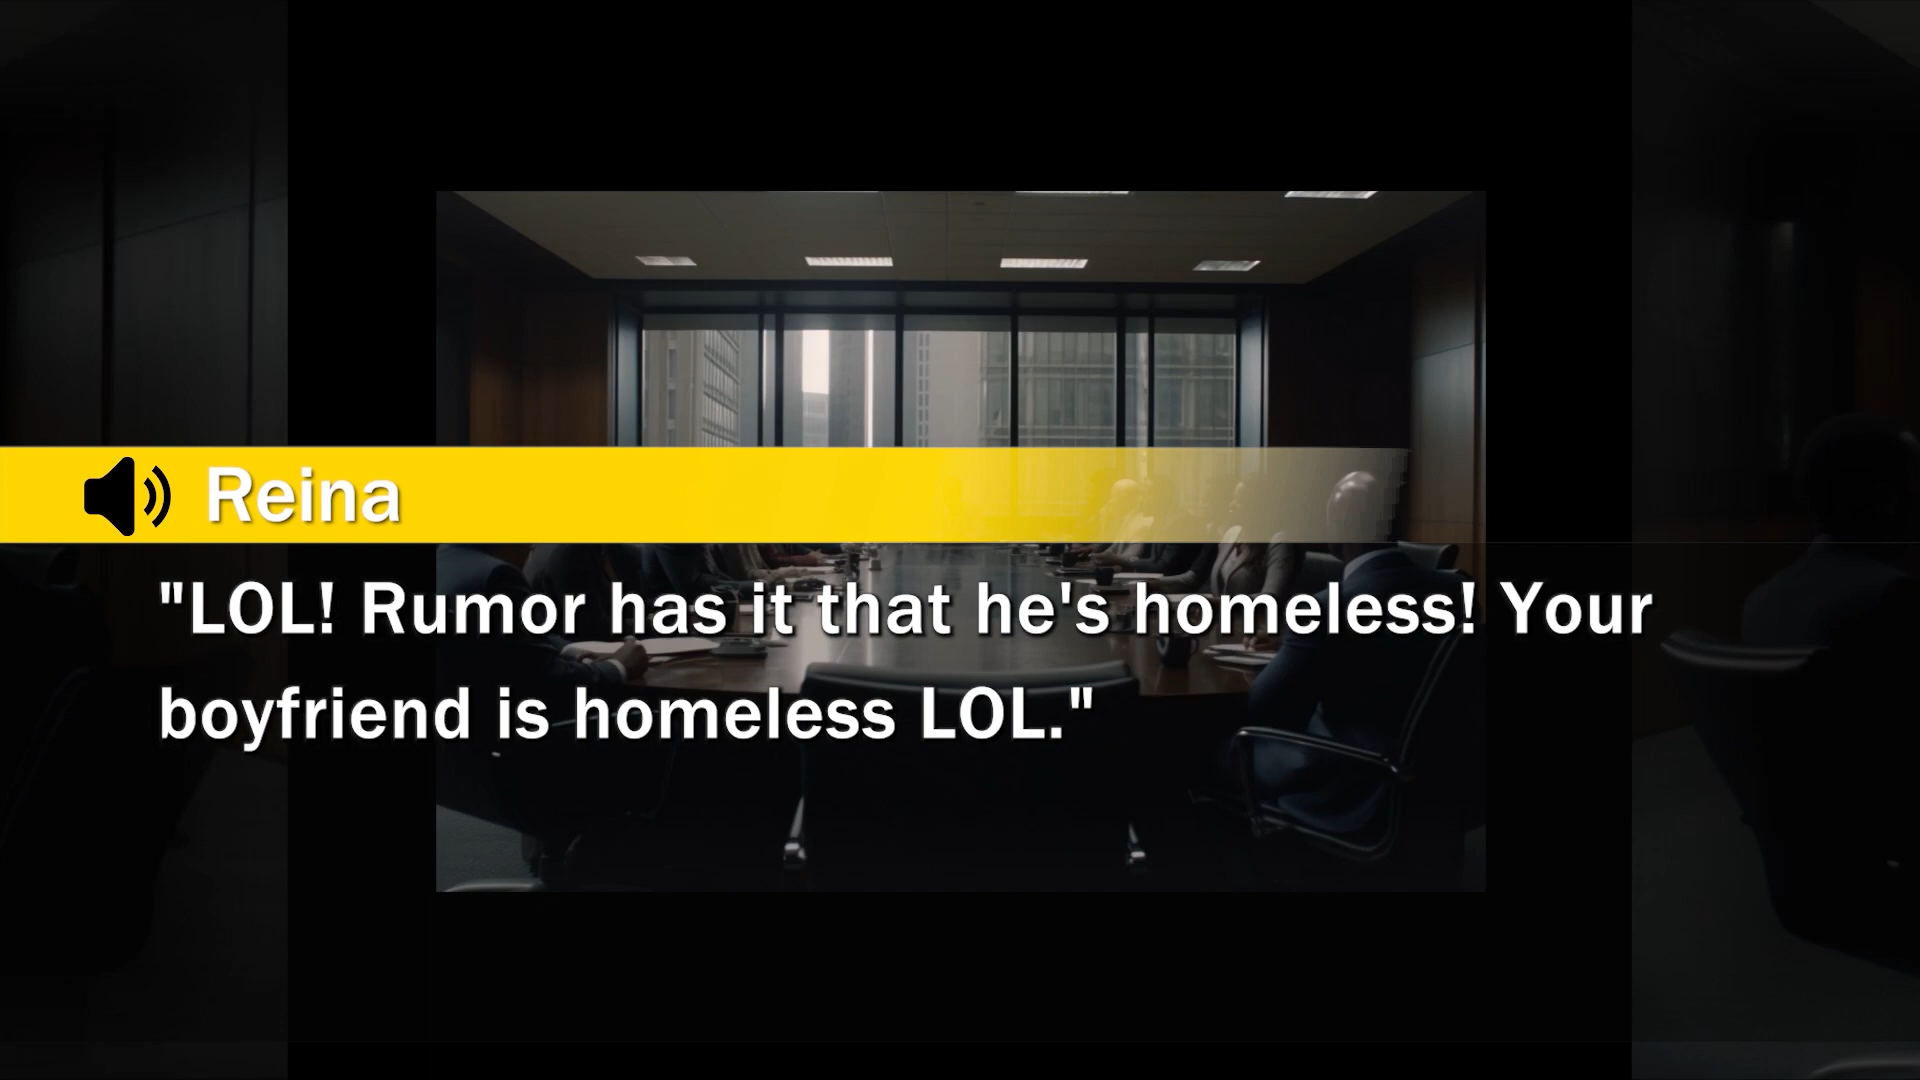 Reina
"LOL! Rumor has it that he's homeless! Your
boyfriend is homeless LOL."